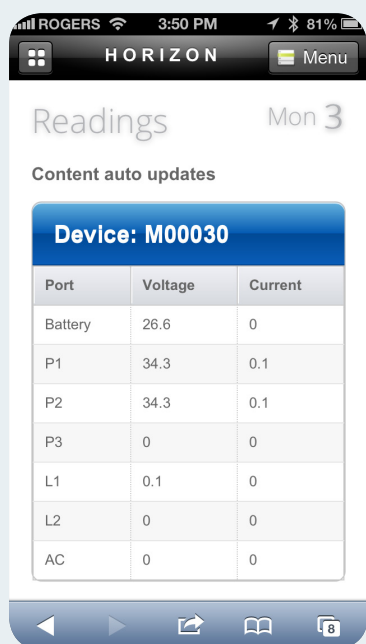 ROGERS 3:50 PM 81%
HORIZON Menu
Readings Mon 3
Content auto updates
Device: M00030
Port Voltage Current
Battery 26.6 0
P1 34.3 0.1
P2 34.3 0.1
P3 0 0
L1 0.1 0
L2 0 0
AC 0 0
8